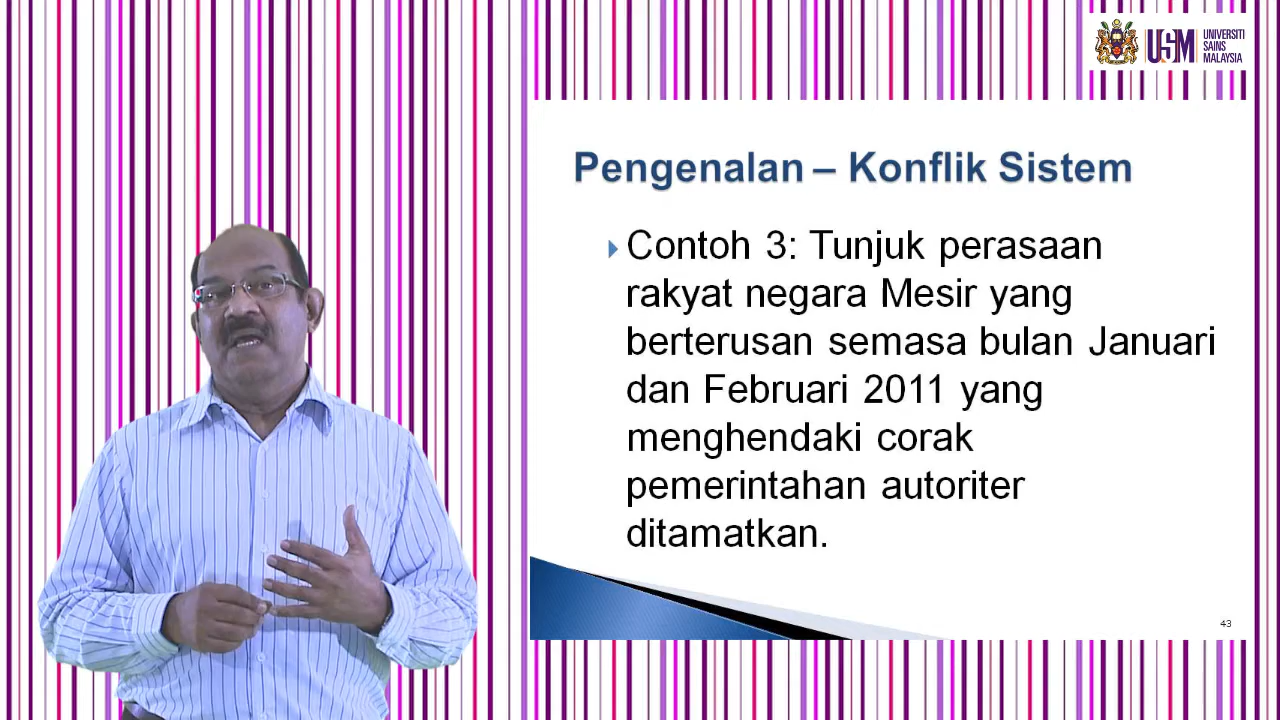 USM UNIVERSITI
SAINS
MALAYSIA
Pengenalan – Konflik Sistem
Contoh 3: Tunjuk perasaan
rakyat negara Mesir yang
berterusan semasa bulan Januari
dan Februari 2011 yang
menghendaki corak
pemerintahan autoriter
ditamatkan.
43